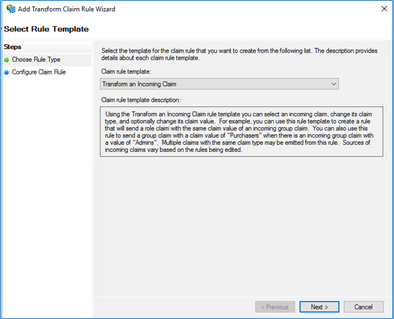 Add Transform Claim Rule Wizard
Select Rule Template
Steps
Choose Rule Type
Configure Claim Rule
Select the template for the claim rule that you want to create from the following list. The description provides
details about each claim rule template.
Claim rule template:
Transform an Incoming Claim
Claim rule template description:
Using the Transform an Incoming Claim rule template you can select an incoming claim, change its claim
type, and optionally change its claim value. For example, you can use this rule template to create a rule
that will send a role claim with the same claim value of an incoming group claim. You can also use this
rule to send a group claim with a claim value of "Purchasers" when there is an incoming group claim with
a value of "Admins". Multiple claims with the same claim type may be emitted from this rule. Sources of
incoming claims vary based on the rules being edited.
< Previous
Next >
Cancel